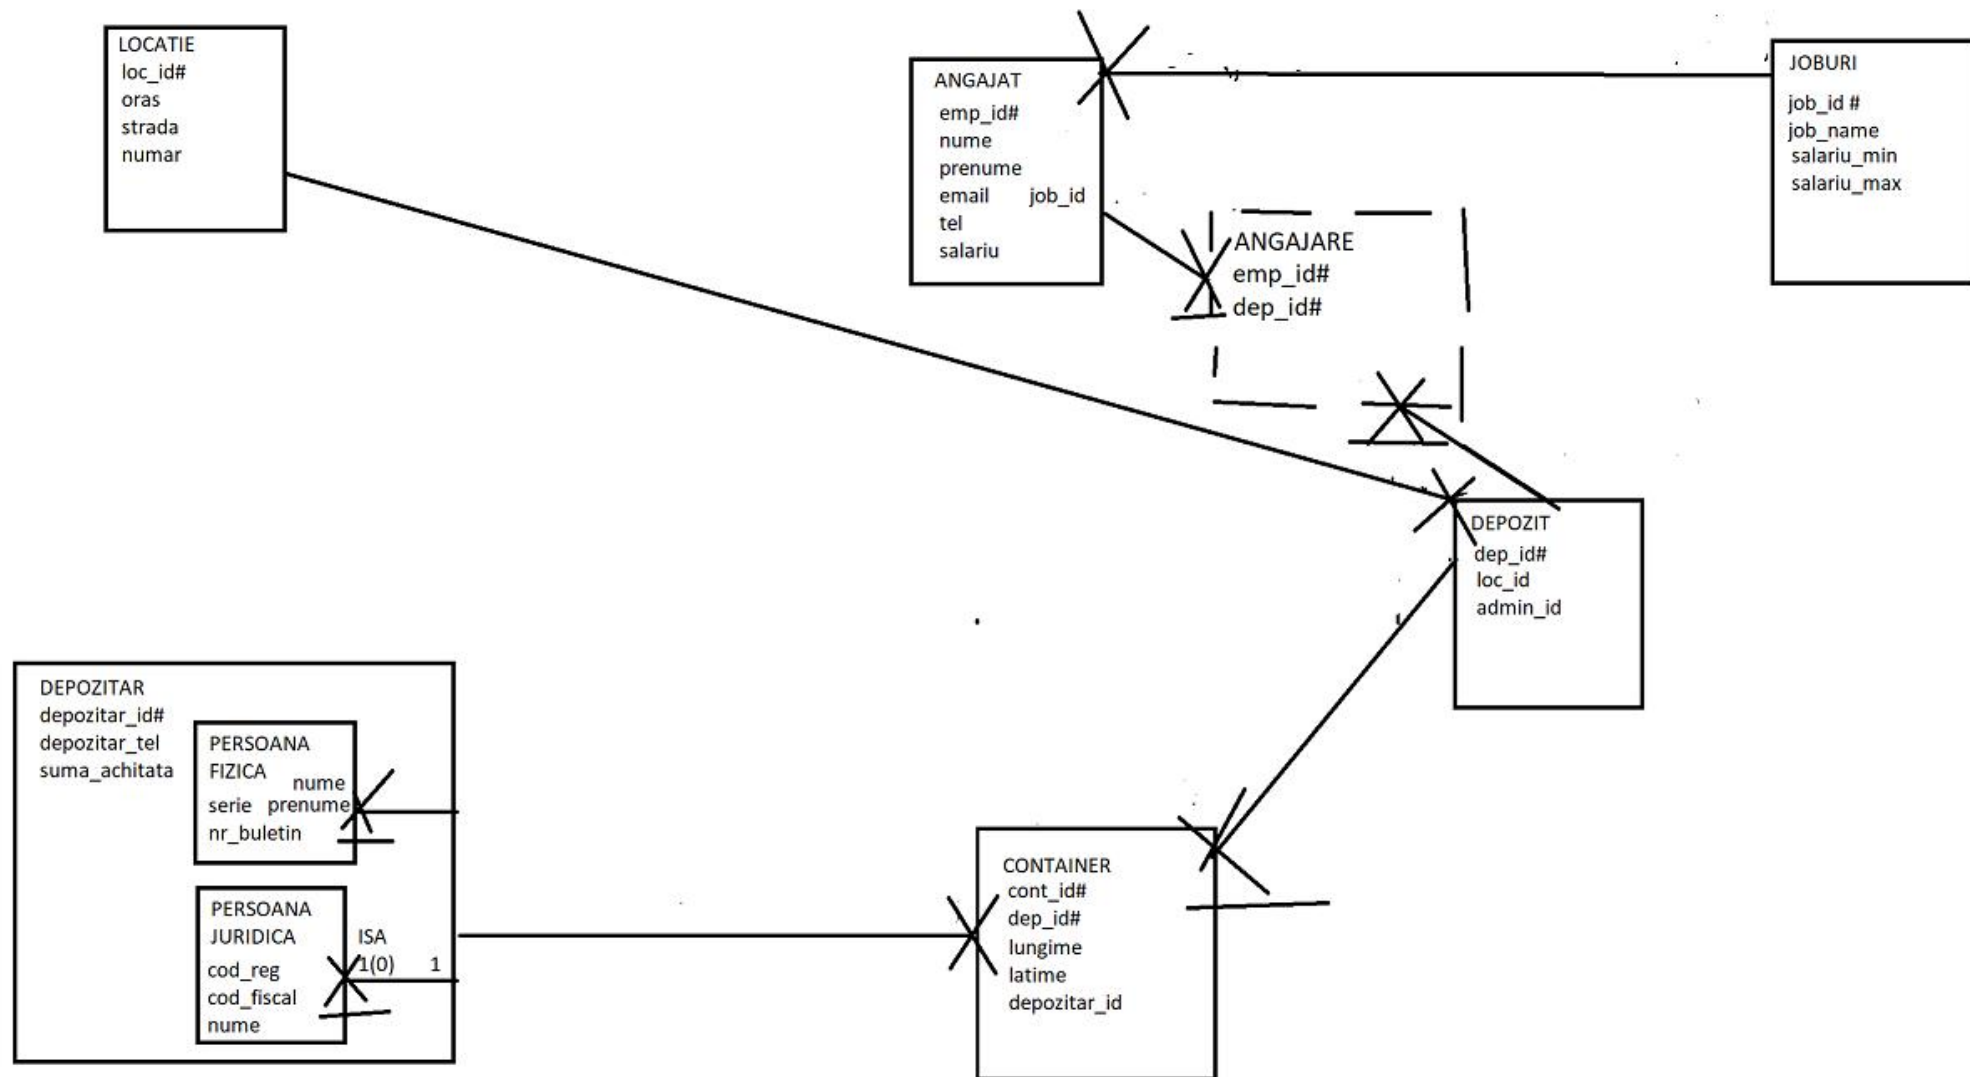 LOCATIE
loc_id#
oras
strada
numar
ANGAJAT
emp_id#
nume
prenume
email job_id
tel
salariu
JOBURI
job_id #
job_name
salariu_min
salariu_max
ANGAJARE
emp_id#
dep_id#
DEPOZIT
dep_id#
loc_id
admin_id
DEPOZITAR
depozitar_id#
depozitar_tel
suma_achitata
PERSOANA
FIZICA
nume
serie prenume
nr_buletin
PERSOANA
JURIDICA
cod_reg
cod_fiscal
nume
ISA
1(0) 1
CONTAINER
cont_id#
dep_id#
lungime
latime
depozitar_id